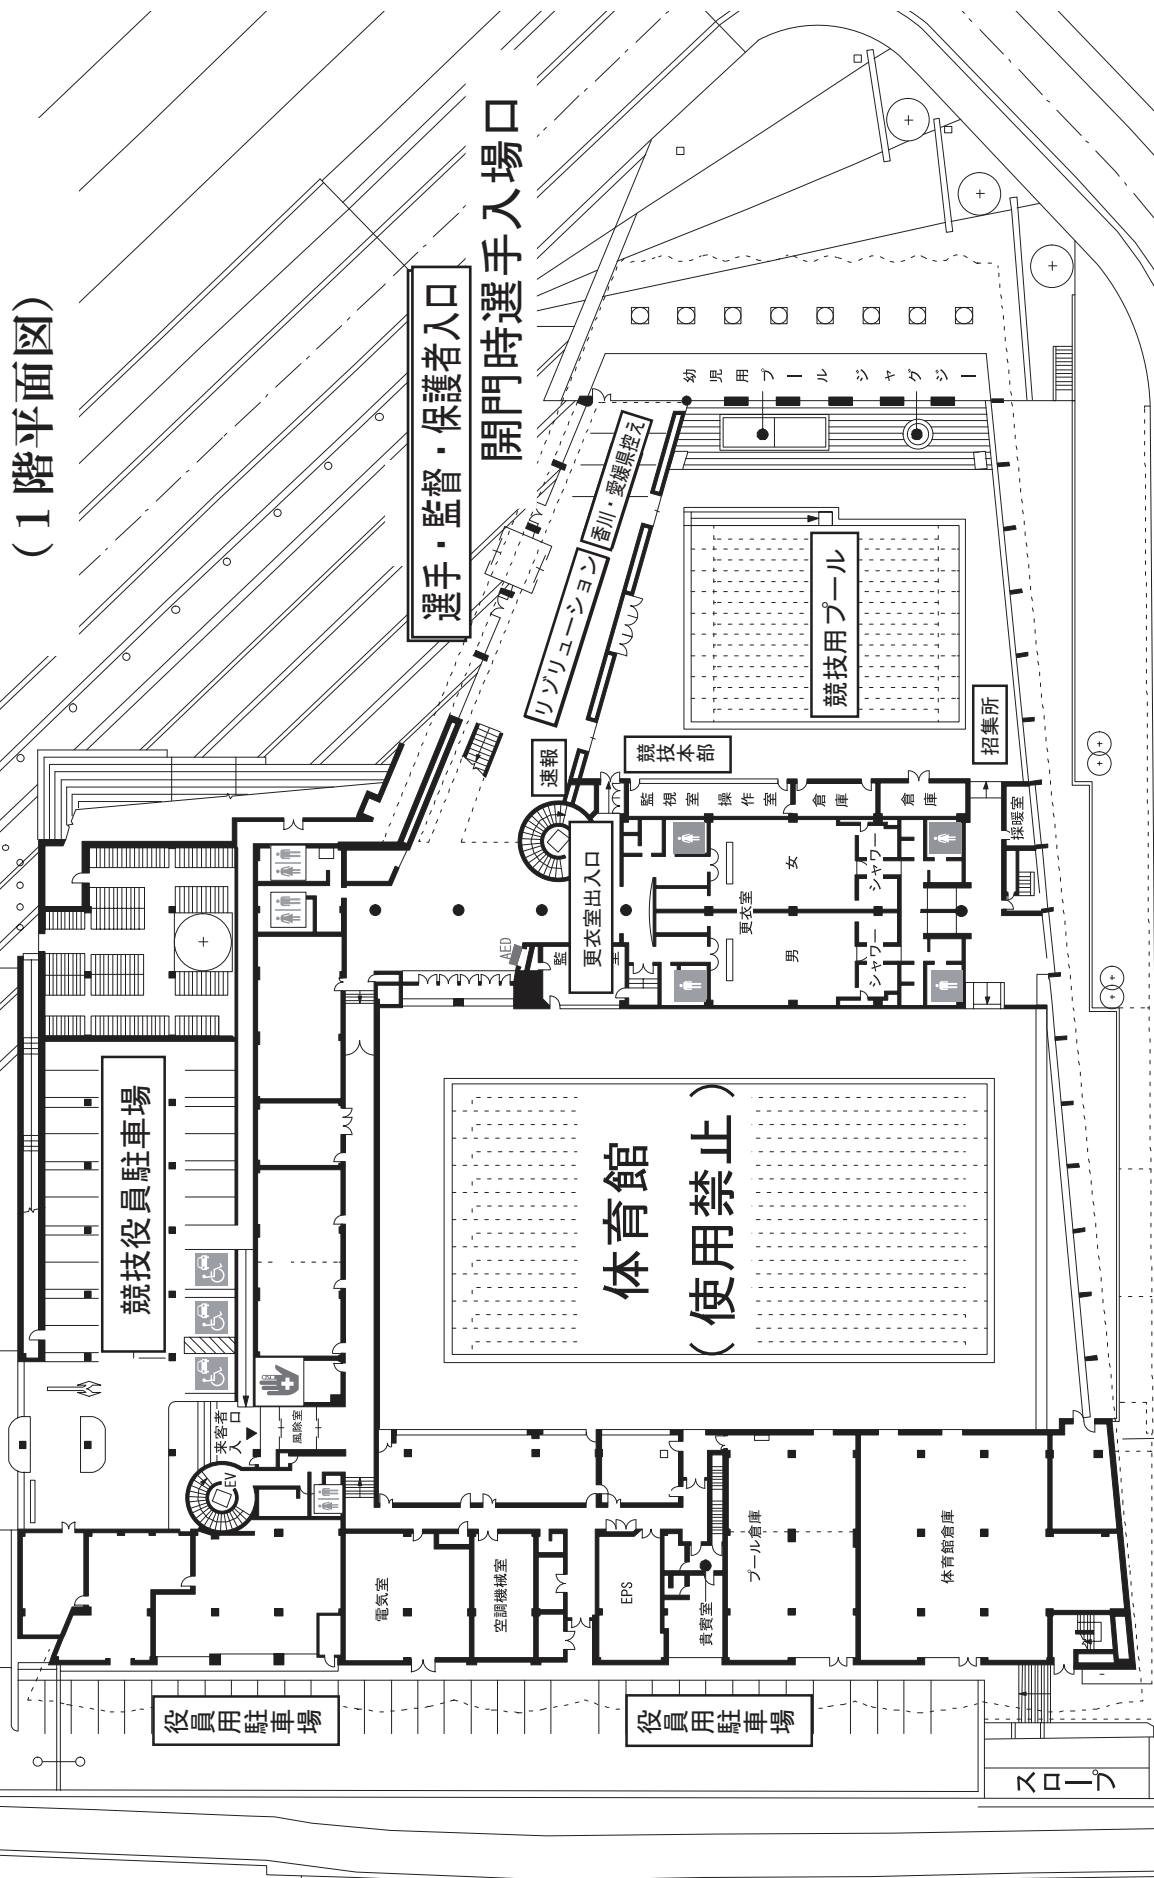 （1 階平面図）
選手・監督・保護者入口
開門時選手入場口
香川・愛媛県控え
リゾリューション
幼児用プール
ジャグジー
競技用プール
招集所
速報
競技本部
監視室
操作室
倉庫
倉庫
採暖室
更衣室出入口
監
室
AED
更衣室
女
男
シャワー
シャワー
競技役員駐車場
体育館
（使用禁止）
来客者入口
風除室
EV
電気室
空調機械室
EPS
貴賓室
プール倉庫
体育館倉庫
役員用駐車場
役員用駐車場
スロープ